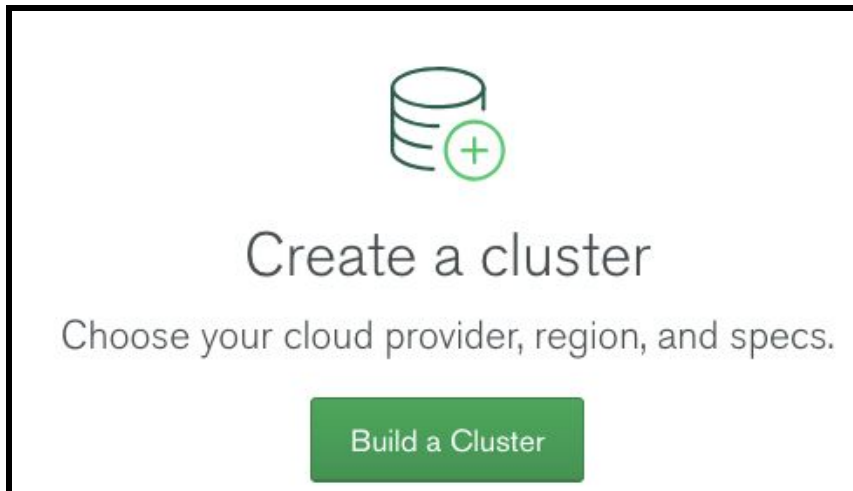 Create a cluster
Choose your cloud provider, region, and specs.
Build a Cluster